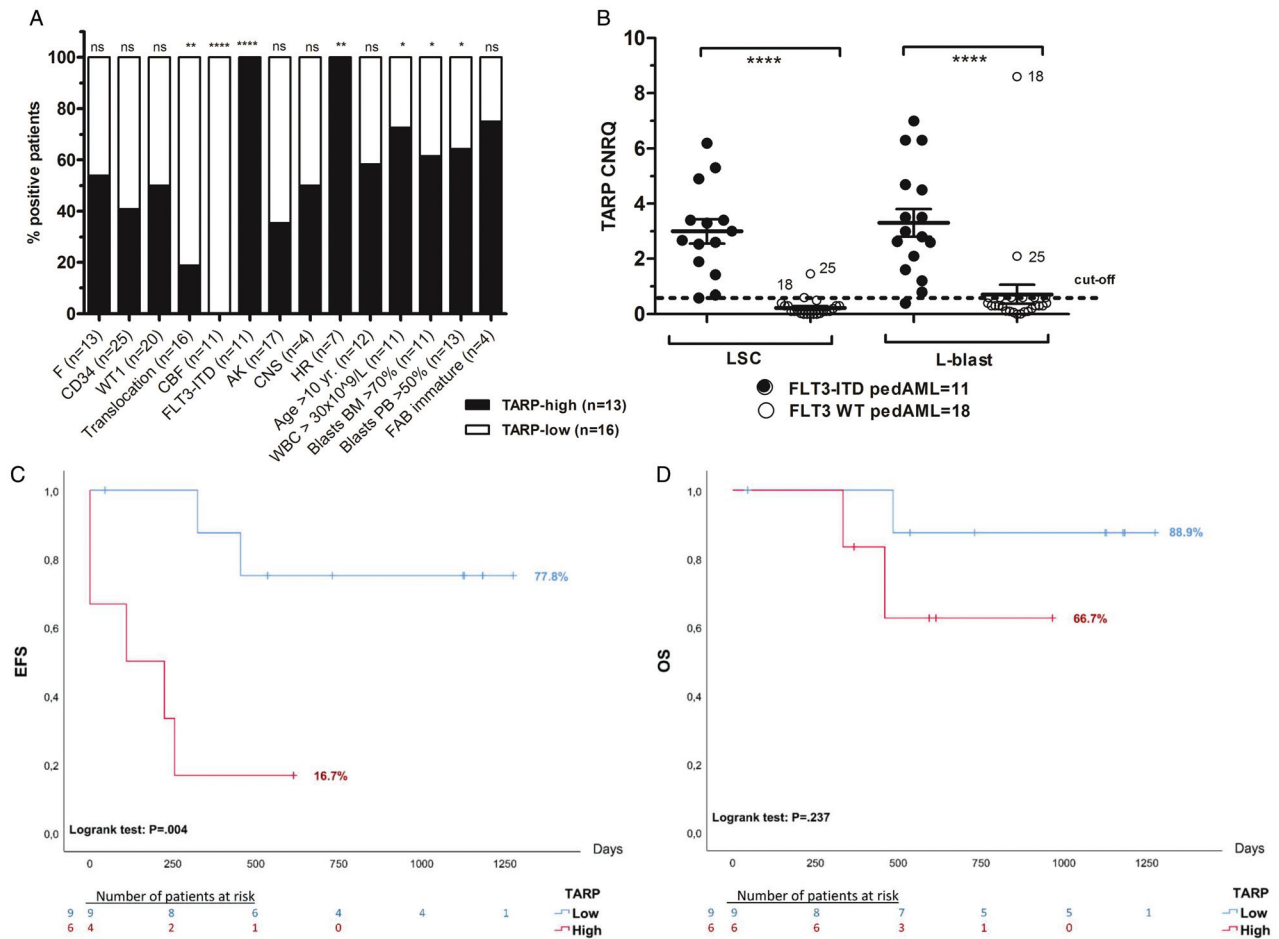 A
ns ns ns ** **** **** ns ns ** ns * * * ns
100
80
60
40
20
0
% positive patients
F (n=13)
CD34 (n=25)
WT1 (n=20)
Translocation (n=16)
CBF (n=11)
FLT3-ITD (n=11)
AK (n=17)
CNS (n=4)
HR (n=7)
Age >10 yr. (n=12)
WBC > 30x10^9/L (n=11)
Blasts BM >70% (n=11)
Blasts PB >50% (n=13)
FAB immature (n=4)
TARP-high (n=13)
TARP-low (n=16)
B
10
8
6
4
2
0
TARP CNRQ
**** ****
18
25
18
25
cut-off
LSC L-blast
FLT3-ITD pedAML=11
FLT3 WT pedAML=18
C
1,0
0,8
0,6
0,4
0,2
0,0
EFS
77.8%
16.7%
Logrank test: P=.004
Days
0 250 500 750 1000 1250
Number of patients at risk
TARP
9 9 8 6 4 4 1 Low
6 4 2 1 0 High
D
1,0
0,8
0,6
0,4
0,2
0,0
OS
88.9%
66.7%
Logrank test: P=.237
Days
0 250 500 750 1000 1250
Number of patients at risk
TARP
9 9 8 7 5 5 1 Low
6 6 6 3 1 0 High